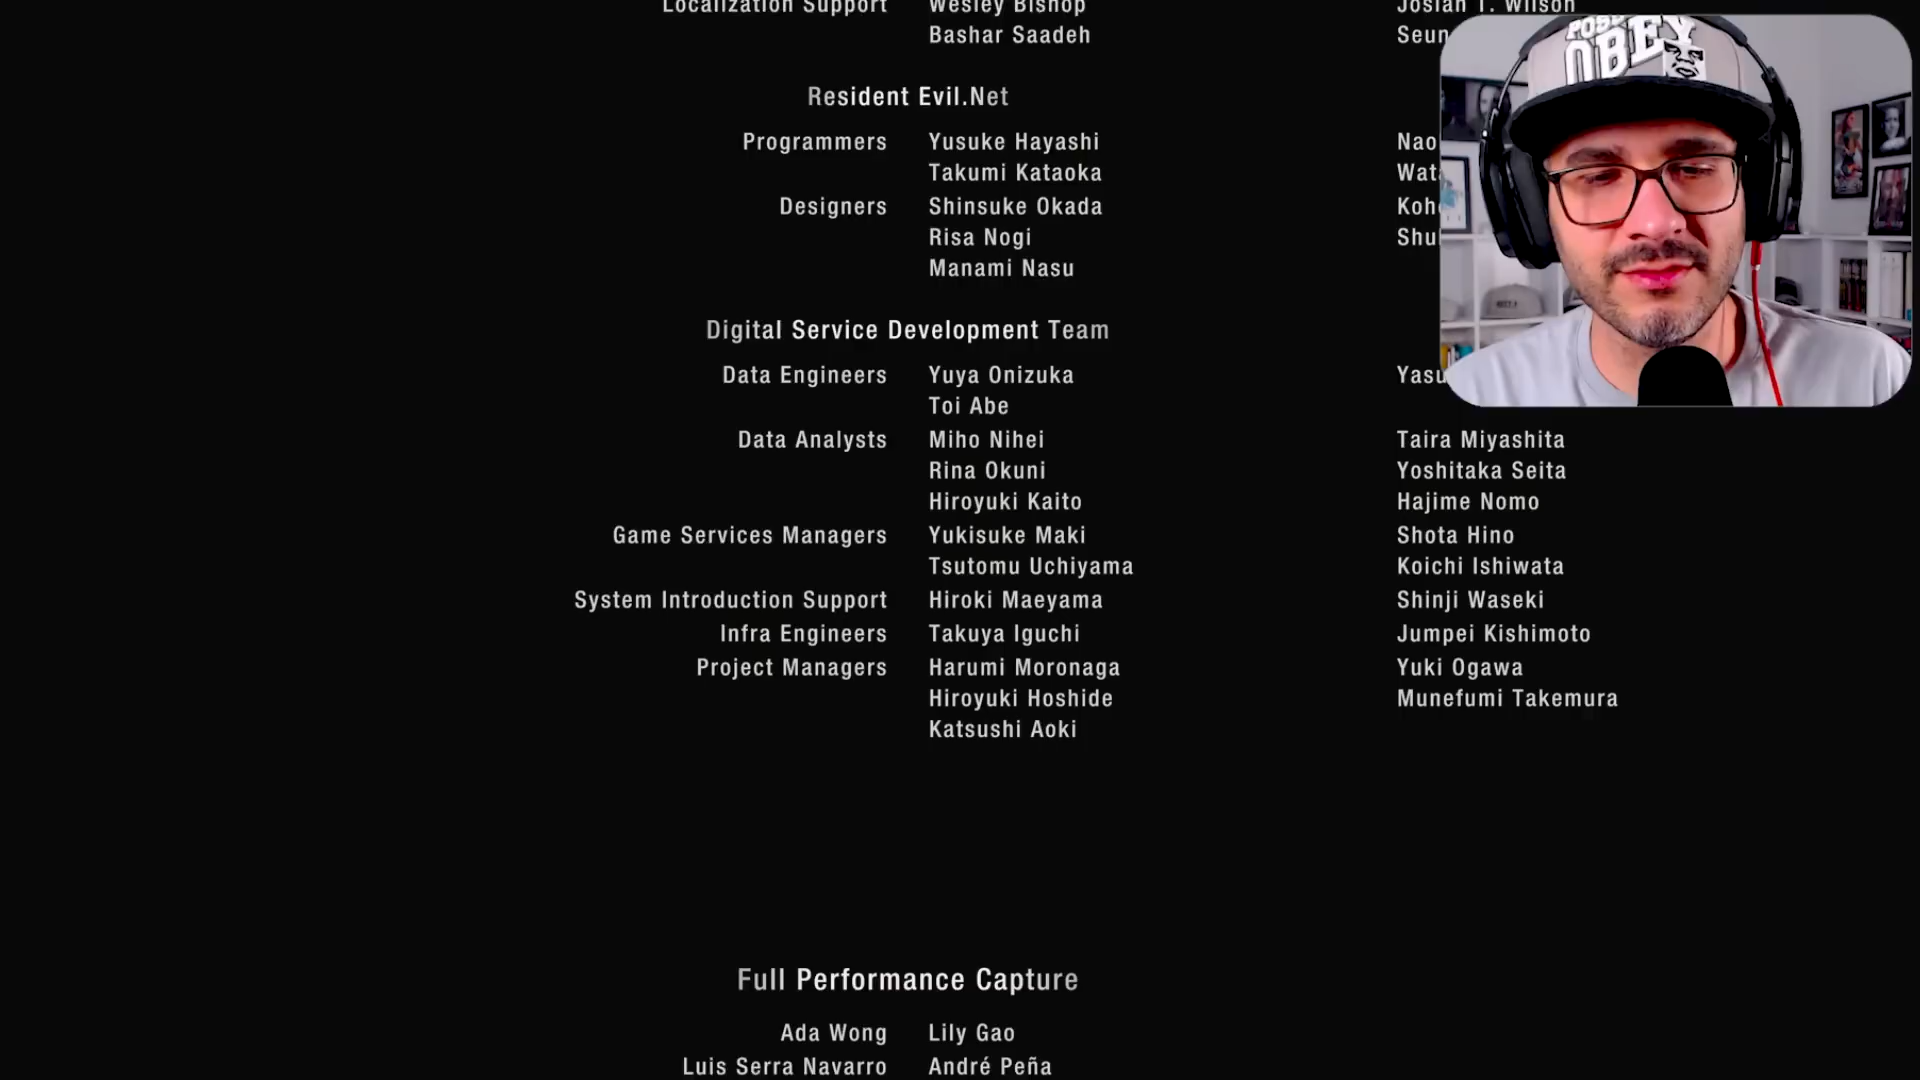 Localization Support Wesley Bishop Josiah T. Wilson
Bashar Saadeh
Resident Evil.Net
Programmers Yusuke Hayashi
Takumi Kataoka
Designers Shinsuke Okada
Risa Nogi
Manami Nasu
Digital Service Development Team
Data Engineers Yuya Onizuka
Toi Abe
Data Analysts Miho Nihei Taira Miyashita
Rina Okuni Yoshitaka Seita
Hiroyuki Kaito Hajime Nomo
Game Services Managers Yukisuke Maki Shota Hino
Tsutomu Uchiyama Koichi Ishiwata
System Introduction Support Hiroki Maeyama Shinji Waseki
Infra Engineers Takuya Iguchi Jumpei Kishimoto
Project Managers Harumi Moronaga Yuki Ogawa
Hiroyuki Hoshide Munefumi Takemura
Katsushi Aoki
Full Performance Capture
Ada Wong Lily Gao
Luis Serra Navarro André Peña
OBEY